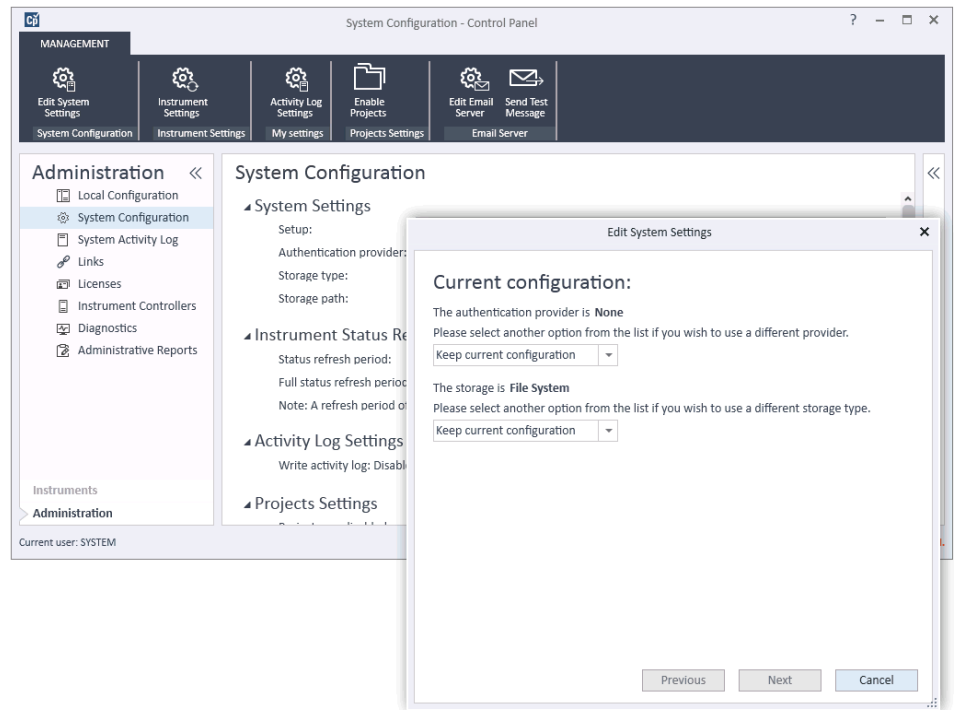 System Configuration - Control Panel
?
MANAGEMENT
Edit System
Settings
Instrument
Settings
Activity Log
Settings
Enable
Projects
Edit Email
Server
Send Test
Message
System Configuration
Instrument Settings
My settings
Projects Settings
Email Server
Administration
Local Configuration
System Configuration
System Activity Log
Links
Licenses
Instrument Controllers
Diagnostics
Administrative Reports
Instruments
Administration
Current user: SYSTEM
System Configuration
System Settings
Setup:
Authentication provider:
Storage type:
Storage path:
Instrument Status Re
Status refresh period:
Full status refresh period
Note: A refresh period of
Activity Log Settings
Write activity log: Disabl
Projects Settings
Edit System Settings
Current configuration:
The authentication provider is None
Please select another option from the list if you wish to use a different provider.
Keep current configuration
The storage is File System
Please select another option from the list if you wish to use a different storage type.
Keep current configuration
Previous
Next
Cancel